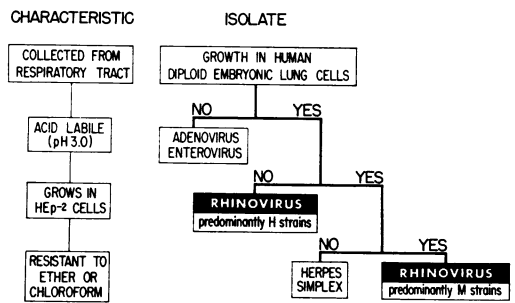 CHARACTERISTIC
ISOLATE
COLLECTED FROM
RESPIRATORY TRACT
GROWTH IN HUMAN
DIPLOID EMBRYONIC LUNG CELLS
NO
YES
ACID LABILE
(pH 3.0)
ADENOVIRUS
ENTEROVIRUS
NO
YES
GROWS IN
HEp-2 CELLS
RHINOVIRUS
predominantly H strains
NO
YES
RESISTANT TO
ETHER OR
CHLOROFORM
HERPES
SIMPLEX
RHINOVIRUS
predominantly M strains